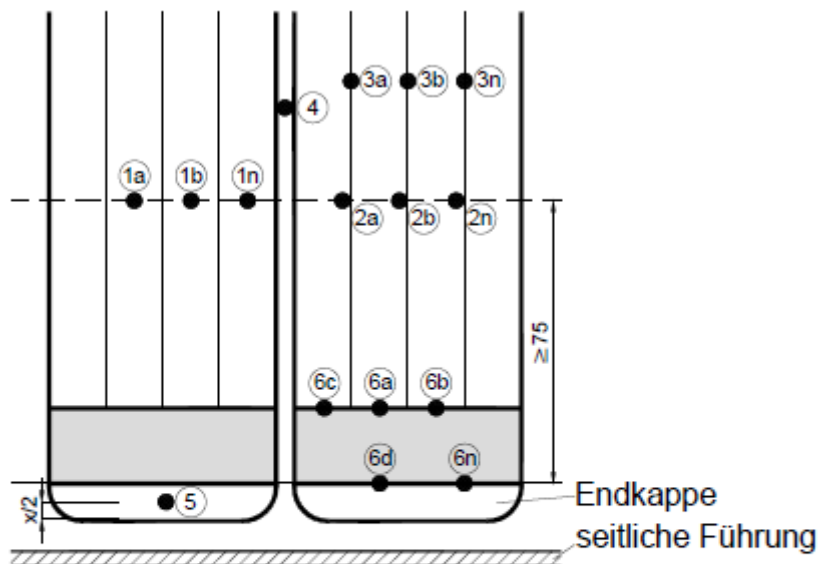 3a 3b 3n
4
1a 1b 1n
2a 2b 2n
≥75
6c 6a 6b
6d 6n
x/2
5
Endkappe
seitliche Führung